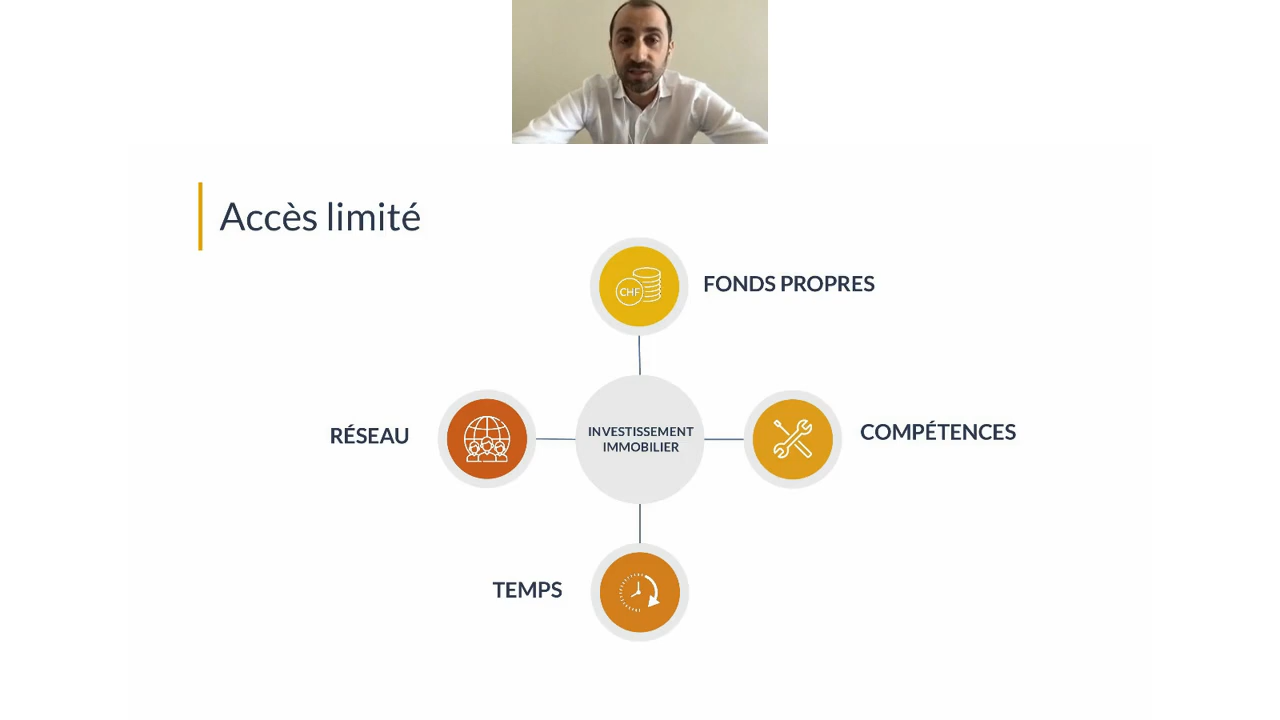 Accès limité
CHF
FONDS PROPRES
RÉSEAU
INVESTISSEMENT
IMMOBILIER
COMPÉTENCES
TEMPS